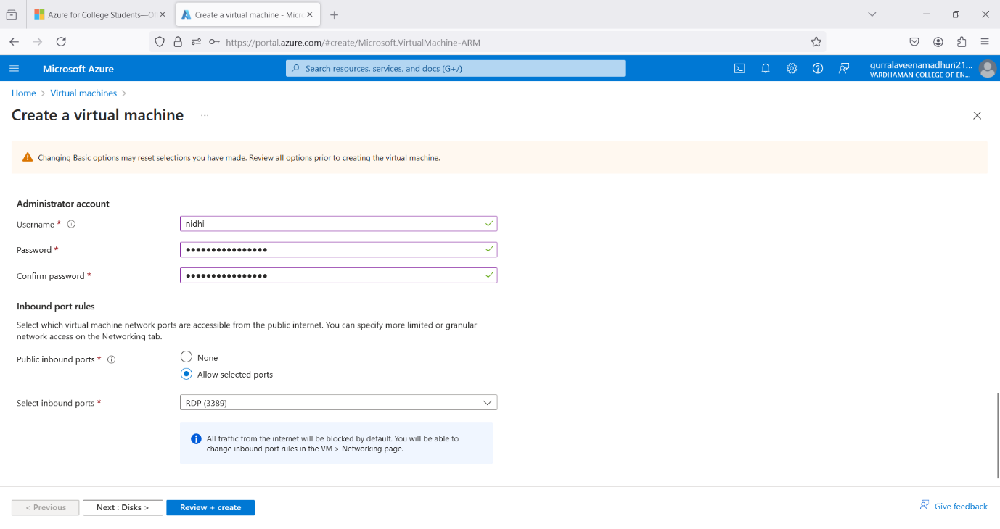 Azure for College Students—Of
Create a virtual machine - Micro
https://portal.azure.com/#create/Microsoft.VirtualMachine-ARM
Microsoft Azure
Search resources, services, and docs (G+/)
gurralaveenamadhuri21...
VARDHAMAN COLLEGE OF EN...
Home > Virtual machines >
Create a virtual machine ...
Changing Basic options may reset selections you have made. Review all options prior to creating the virtual machine.
Administrator account
Username *
nidhi
Password *
••••••••••••••••
Confirm password *
••••••••••••••••
Inbound port rules
Select which virtual machine network ports are accessible from the public internet. You can specify more limited or granular
network access on the Networking tab.
Public inbound ports *
None
Allow selected ports
Select inbound ports *
RDP (3389)
All traffic from the internet will be blocked by default. You will be able to
change inbound port rules in the VM > Networking page.
< Previous
Next : Disks >
Review + create
Give feedback